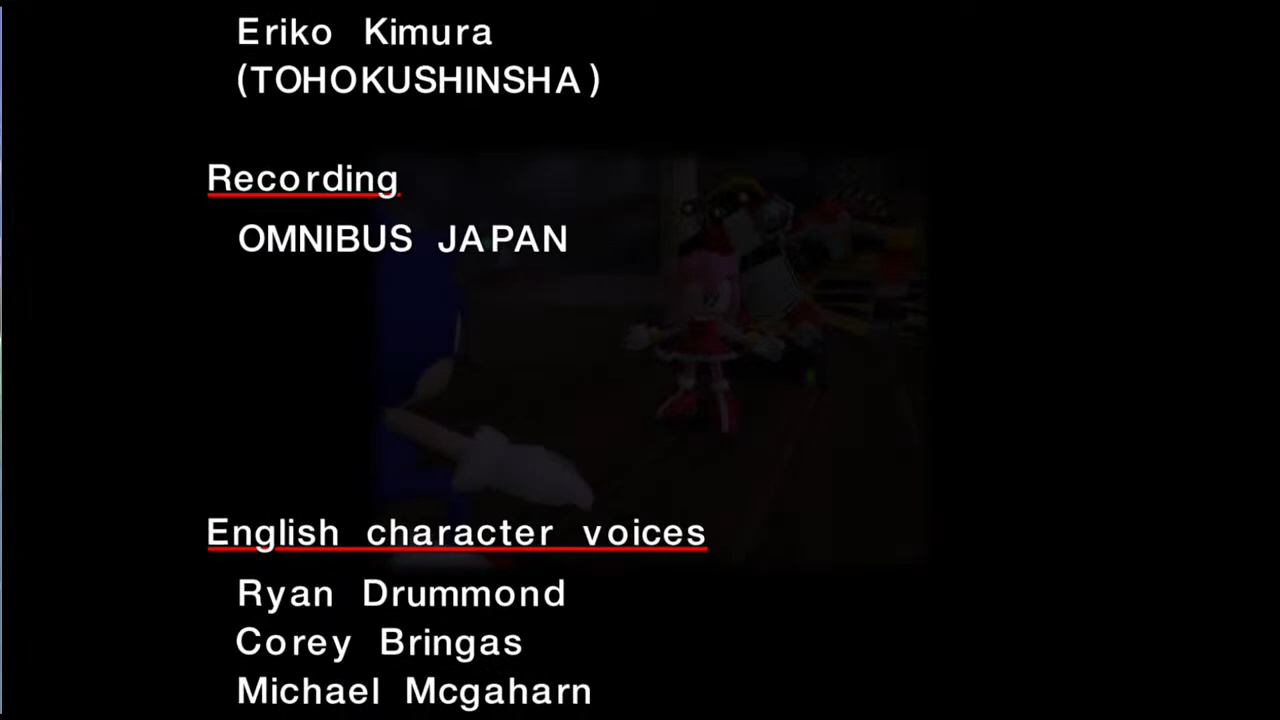 Eriko Kimura
(TOHOKUSHINSHA)
Recording
OMNIBUS JAPAN
English character voices
Ryan Drummond
Corey Bringas
Michael Mcgaharn